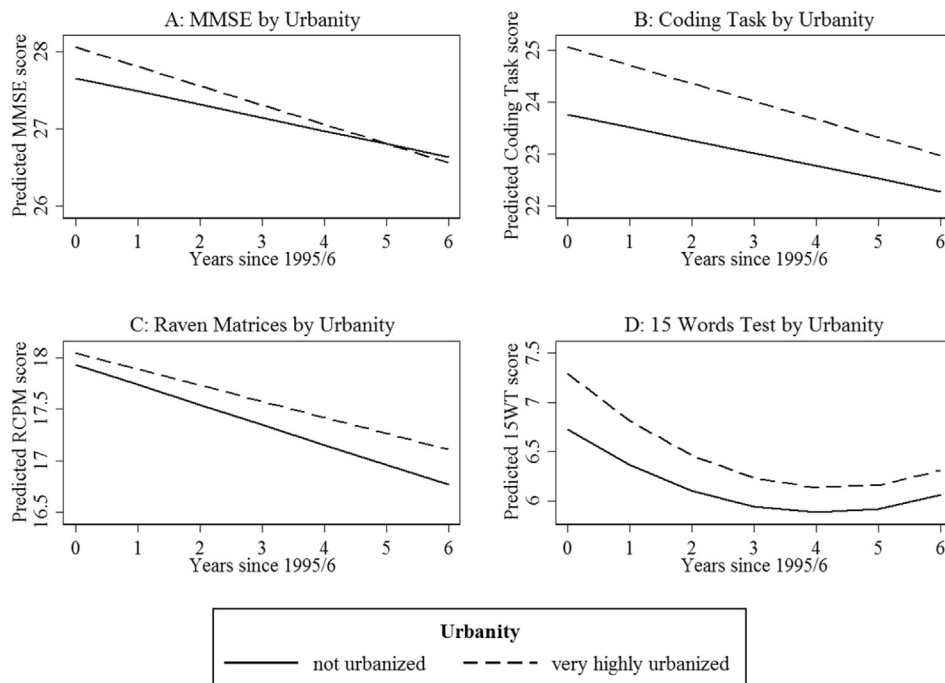 A: MMSE by Urbanity
Predicted MMSE score
28
27
26
0 1 2 3 4 5 6
Years since 1995/6
B: Coding Task by Urbanity
Predicted Coding Task score
25
24
23
22
0 1 2 3 4 5 6
Years since 1995/6
C: Raven Matrices by Urbanity
Predicted RCPM score
18
17.5
17
16.5
0 1 2 3 4 5 6
Years since 1995/6
D: 15 Words Test by Urbanity
Predicted 15WT score
7.5
7
6.5
6
0 1 2 3 4 5 6
Years since 1995/6
Urbanity
not urbanized very highly urbanized